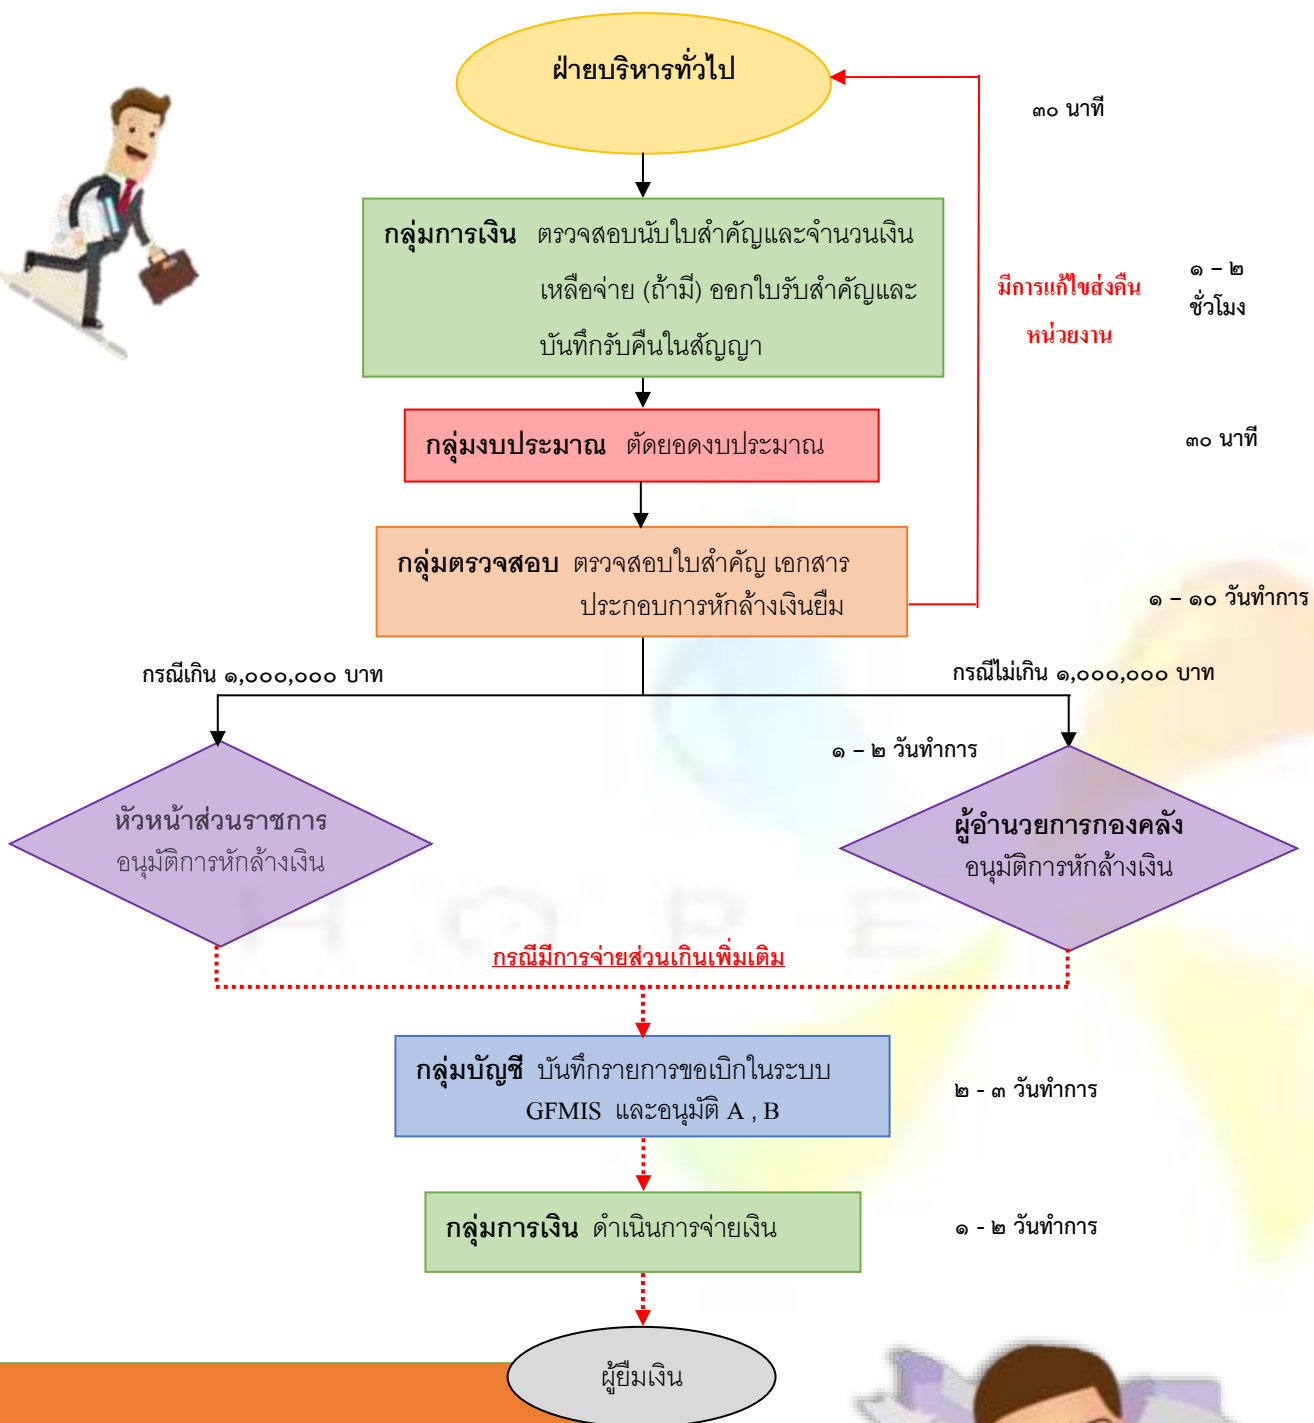 ฝ่ายบริหารทั่วไป
๓๐ นาที
กลุ่มการเงิน ตรวจสอบนับใบสำคัญและจำนวนเงิน
เหลือจ่าย (ถ้ามี) ออกใบรับสำคัญและ
บันทึกรับคืนในสัญญา
มีการแก้ไขส่งคืน
หน่วยงาน
๑ – ๒
ชั่วโมง
กลุ่มงบประมาณ ตัดยอดงบประมาณ
๓๐ นาที
กลุ่มตรวจสอบ ตรวจสอบใบสำคัญ เอกสาร
ประกอบการหักล้างเงินยืม
๑ – ๑๐ วันทำการ
กรณีเกิน ๑,๐๐๐,๐๐๐ บาท
กรณีไม่เกิน ๑,๐๐๐,๐๐๐ บาท
๑ – ๒ วันทำการ
หัวหน้าส่วนราชการ
อนุมัติการหักล้างเงิน
ผู้อำนวยการกองคลัง
อนุมัติการหักล้างเงิน
HOPE
กรณีมีการจ่ายส่วนเกินเพิ่มเติม
กลุ่มบัญชี บันทึกรายการขอเบิกในระบบ
GFMIS และอนุมัติ A , B
๒ - ๓ วันทำการ
กลุ่มการเงิน ดำเนินการจ่ายเงิน
๑ - ๒ วันทำการ
ผู้ยืมเงิน